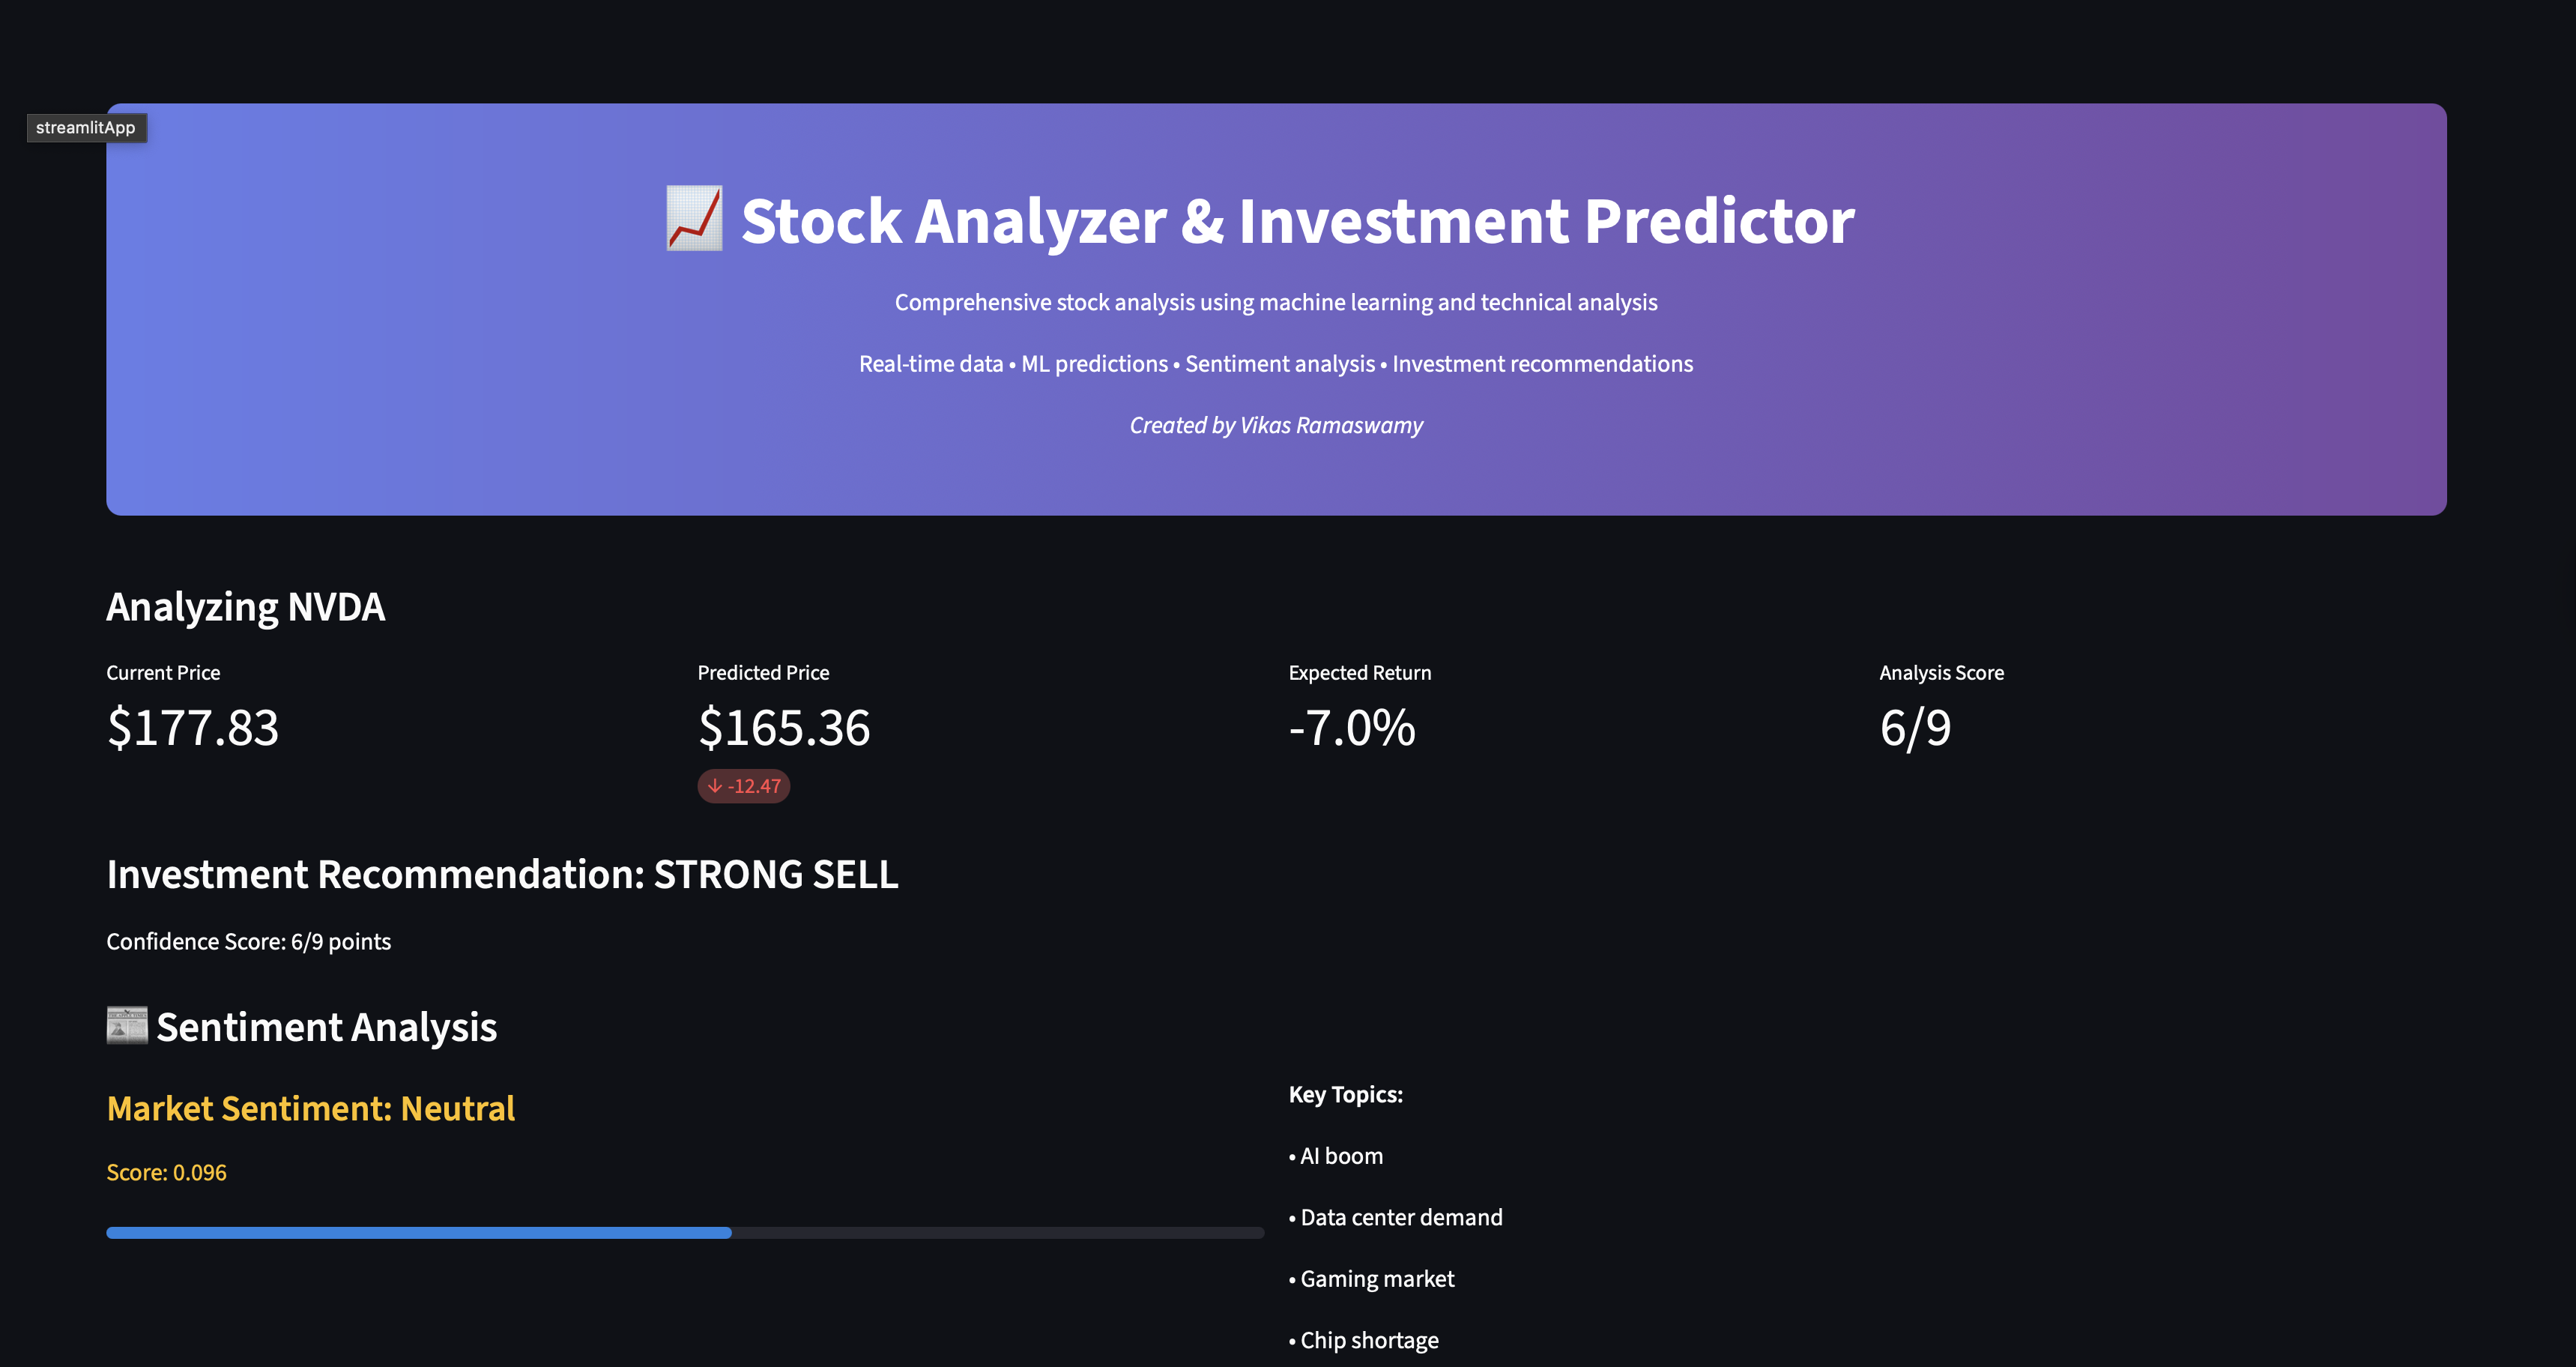 streamlitApp
📈 Stock Analyzer & Investment Predictor
Comprehensive stock analysis using machine learning and technical analysis
Real-time data • ML predictions • Sentiment analysis • Investment recommendations
Created by Vikas Ramaswamy
Analyzing NVDA
Current Price
$177.83
Predicted Price
$165.36
↓ -12.47
Expected Return
-7.0%
Analysis Score
6/9
Investment Recommendation: STRONG SELL
Confidence Score: 6/9 points
📰 Sentiment Analysis
Market Sentiment: Neutral
Score: 0.096
Key Topics:
• AI boom
• Data center demand
• Gaming market
• Chip shortage